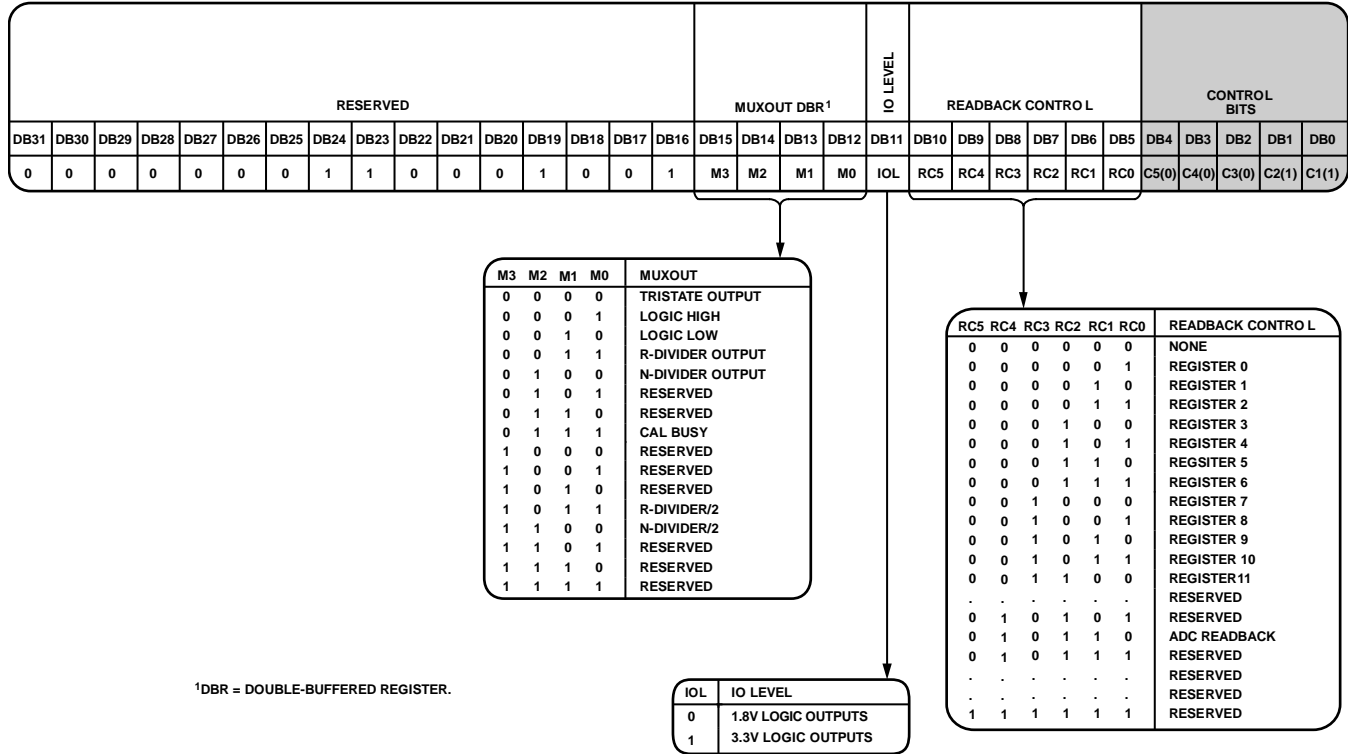 RESERVED MUXOUT DBR1 IO LEVEL READBACK CONTROL CONTROL BITS
DB31 DB30 DB29 DB28 DB27 DB26 DB25 DB24 DB23 DB22 DB21 DB20 DB19 DB18 DB17 DB16 DB15 DB14 DB13 DB12 DB11 DB10 DB9 DB8 DB7 DB6 DB5 DB4 DB3 DB2 DB1 DB0
0 0 0 0 0 0 0 1 1 0 0 0 1 0 0 1 M3 M2 M1 M0 IOL RC5 RC4 RC3 RC2 RC1 RC0 C5(0) C4(0) C3(0) C2(1) C1(1)
M3 M2 M1 M0 MUXOUT
0 0 0 0 TRISTATE OUTPUT
0 0 0 1 LOGIC HIGH
0 0 1 0 LOGIC LOW
0 0 1 1 R-DIVIDER OUTPUT
0 1 0 0 N-DIVIDER OUTPUT
0 1 0 1 RESERVED
0 1 1 0 RESERVED
0 1 1 1 CAL BUSY
1 0 0 0 RESERVED
1 0 0 1 RESERVED
1 0 1 0 RESERVED
1 0 1 1 R-DIVIDER/2
1 1 0 0 N-DIVIDER/2
1 1 0 1 RESERVED
1 1 1 0 RESERVED
1 1 1 1 RESERVED
RC5 RC4 RC3 RC2 RC1 RC0 READBACK CONTROL
0 0 0 0 0 0 NONE
0 0 0 0 0 1 REGISTER 0
0 0 0 0 1 0 REGISTER 1
0 0 0 0 1 1 REGISTER 2
0 0 0 1 0 0 REGISTER 3
0 0 0 1 0 1 REGISTER 4
0 0 0 1 1 0 REGSITER 5
0 0 0 1 1 1 REGISTER 6
0 0 1 0 0 0 REGISTER 7
0 0 1 0 0 1 REGISTER 8
0 0 1 0 1 0 REGISTER 9
0 0 1 0 1 1 REGISTER 10
0 0 1 1 0 0 REGISTER11
. . . . . . RESERVED
0 1 0 1 0 1 RESERVED
0 1 0 1 1 0 ADC READBACK
0 1 0 1 1 1 RESERVED
. . . . . . RESERVED
. . . . . . RESERVED
1 1 1 1 1 1 RESERVED
1DBR = DOUBLE-BUFFERED REGISTER.
IOL IO LEVEL
0 1.8V LOGIC OUTPUTS
1 3.3V LOGIC OUTPUTS